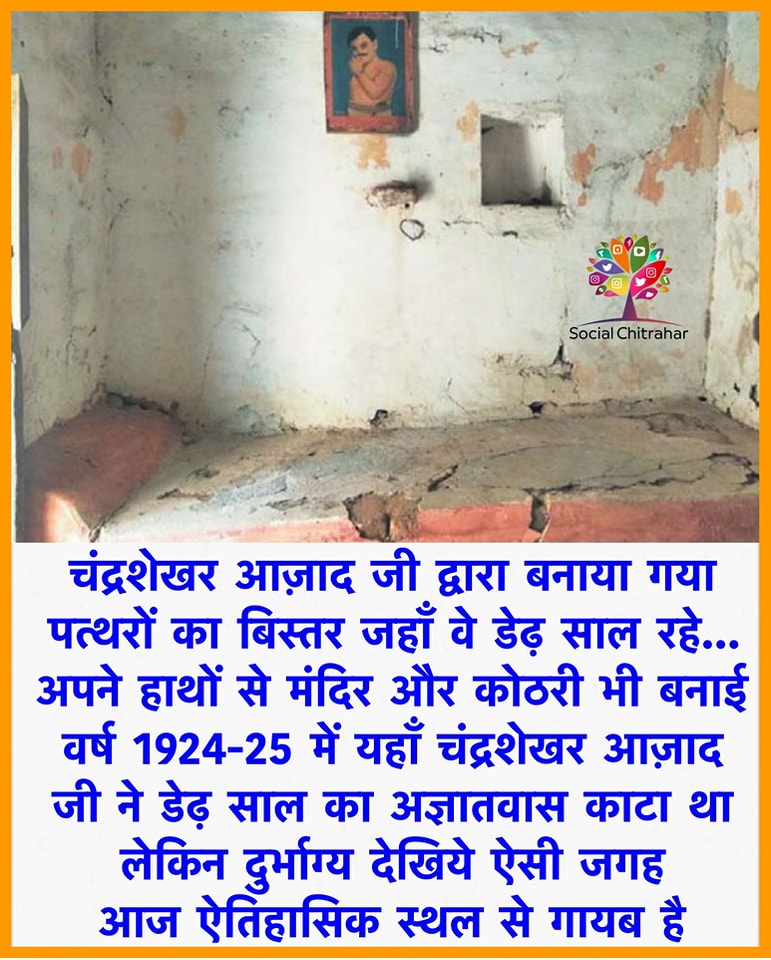 Social Chitrahar
चंद्रशेखर आज़ाद जी द्वारा बनाया गया
पत्थरों का बिस्तर जहाँ वे डेढ़ साल रहे...
अपने हाथों से मंदिर और कोठरी भी बनाई
वर्ष 1924-25 में यहाँ चंद्रशेखर आज़ाद
जी ने डेढ़ साल का अज्ञातवास काटा था
लेकिन दुर्भाग्य देखिये ऐसी जगह
आज ऐतिहासिक स्थल से गायब है